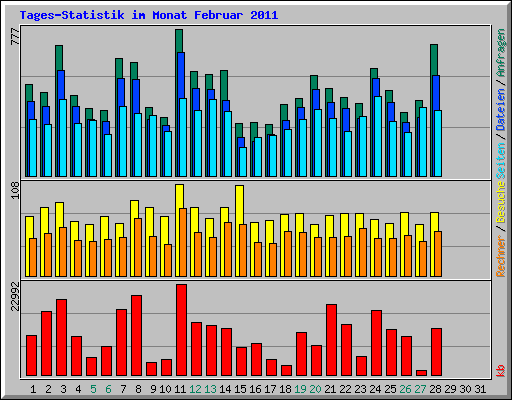 Tages-Statistik im Monat Februar 2011
777
108
22992
Rechner / Besuche Seiten / Dateien / Anfragen
kb
1 2 3 4 5 6 7 8 9 10 11 12 13 14 15 16 17 18 19 20 21 22 23 24 25 26 27 28 29 30 31